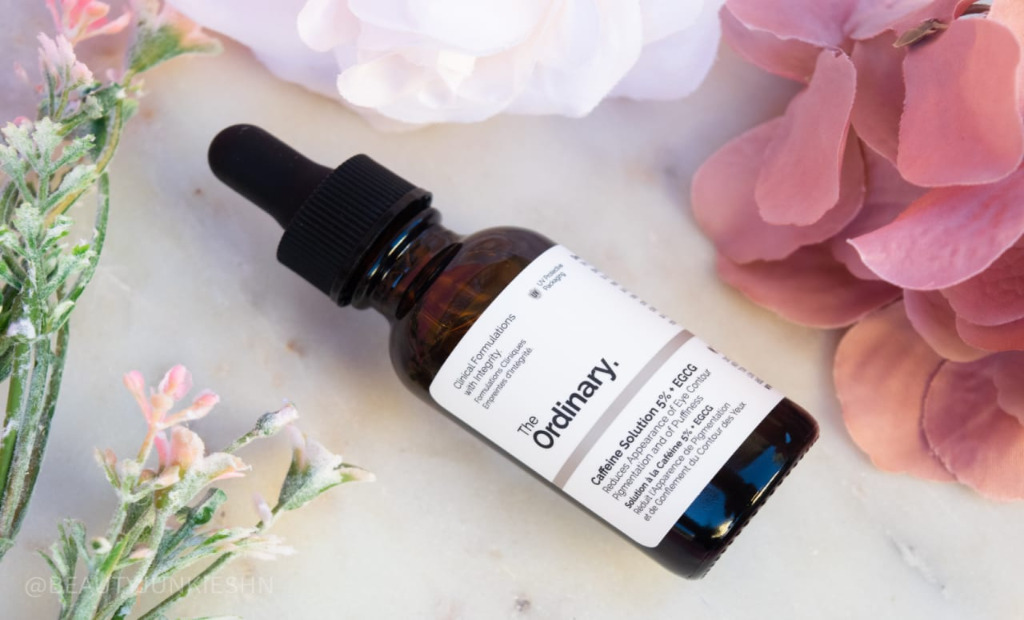 UV Protective
Packaging
Clinical Formulations
with Integrity.
Formulations Cliniques
Empreintes d'Intégrité.
The
Ordinary.
Caffeine Solution 5% + EGCG
Reduces Appearance of Eye Contour
Pigmentation and of Puffiness
Solution à la Caféine 5% + EGCG
Réduit l'Apparence de Pigmentation
et de Gonflement du Contour des Yeux
@BEAUTYJUNKIESHN